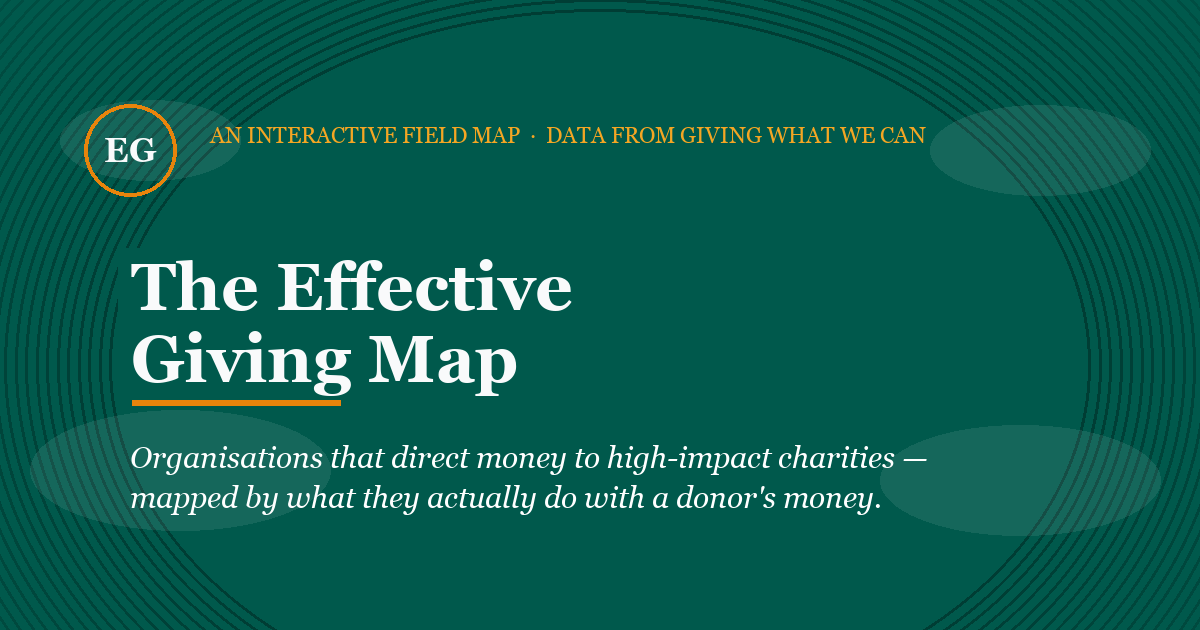 EG
AN INTERACTIVE FIELD MAP · DATA FROM GIVING WHAT WE CAN
The Effective
Giving Map
Organisations that direct money to high-impact charities —
mapped by what they actually do with a donor's money.